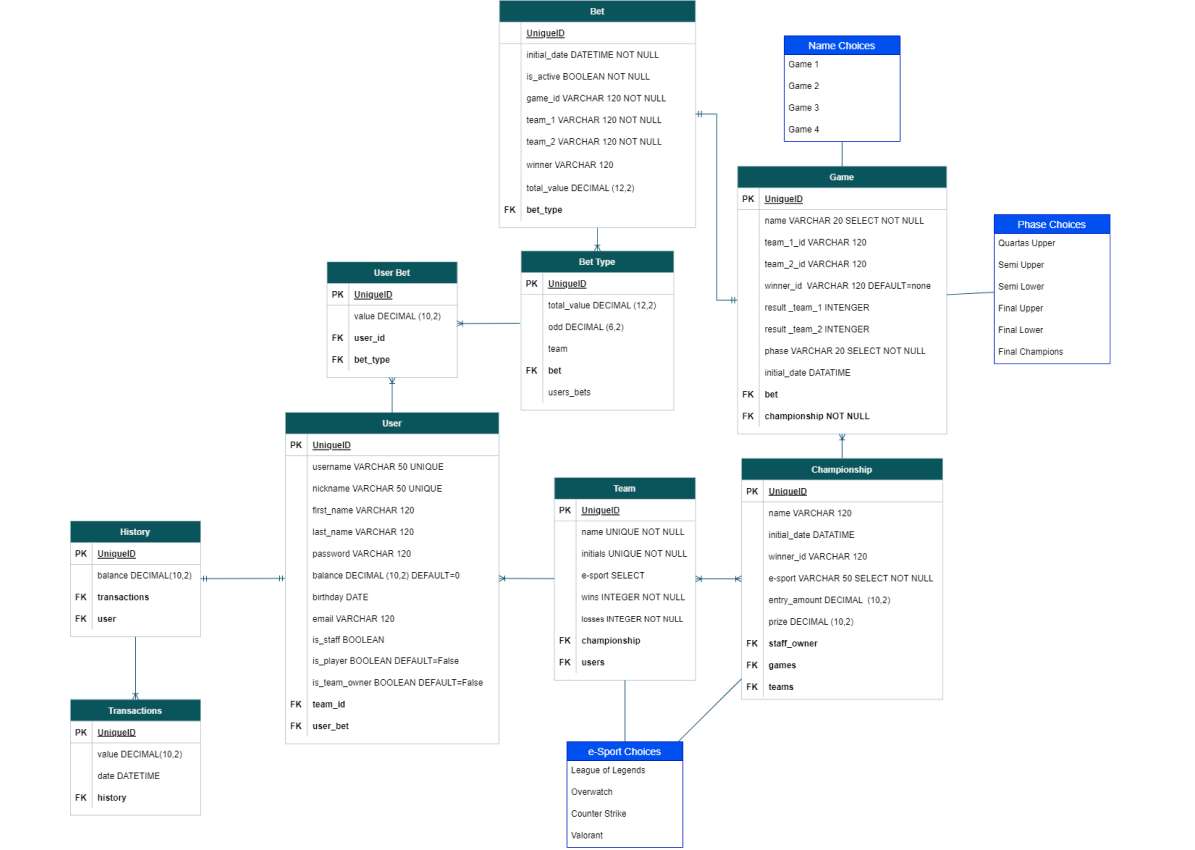 Bet
UniqueID
initial_date DATETIME NOT NULL
is_active BOOLEAN NOT NULL
game_id VARCHAR 120 NOT NULL
team_1 VARCHAR 120 NOT NULL
team_2 VARCHAR 120 NOT NULL
winner VARCHAR 120
total_value DECIMAL (12,2)
FK bet_type
Name Choices
Game 1
Game 2
Game 3
Game 4
Game
PK UniqueID
name VARCHAR 20 SELECT NOT NULL
team_1_id VARCHAR 120
team_2_id VARCHAR 120
winner_id VARCHAR 120 DEFAULT=none
result _team_1 INTENGER
result _team_2 INTENGER
phase VARCHAR 20 SELECT NOT NULL
initial_date DATATIME
FK bet
FK championship NOT NULL
Phase Choices
Quartas Upper
Semi Upper
Semi Lower
Final Upper
Final Lower
Final Champions
Bet Type
PK UniqueID
total_value DECIMAL (12,2)
odd DECIMAL (6,2)
team
FK bet
users_bets
User Bet
PK UniqueID
value DECIMAL (10,2)
FK user_id
FK bet_type
User
PK UniqueID
username VARCHAR 50 UNIQUE
nickname VARCHAR 50 UNIQUE
first_name VARCHAR 120
last_name VARCHAR 120
password VARCHAR 120
balance DECIMAL (10,2) DEFAULT=0
birthday DATE
email VARCHAR 120
is_staff BOOLEAN
is_player BOOLEAN DEFAULT=False
is_team_owner BOOLEAN DEFAULT=False
FK team_id
FK user_bet
Team
PK UniqueID
name UNIQUE NOT NULL
initials UNIQUE NOT NULL
e-sport SELECT
wins INTEGER NOT NULL
losses INTEGER NOT NULL
FK championship
FK users
Championship
PK UniqueID
name VARCHAR 120
initial_date DATATIME
winner_id VARCHAR 120
e-sport VARCHAR 50 SELECT NOT NULL
entry_amount DECIMAL (10,2)
prize DECIMAL (10,2)
FK staff_owner
FK games
FK teams
History
PK UniqueID
balance DECIMAL(10,2)
FK transactions
FK user
Transactions
PK UniqueID
value DECIMAL(10,2)
date DATETIME
FK history
e-Sport Choices
League of Legends
Overwatch
Counter Strike
Valorant